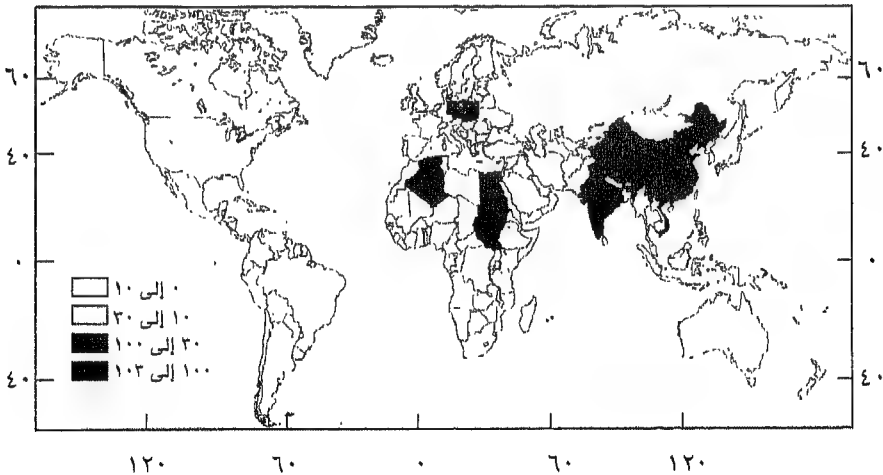 ٦٠ ٦٠
٤٠ ٤٠
٠ ٠
٠ إلى ١٠
١٠ إلى ٣٠
٣٠ إلى ١٠٠
١٠٠ إلى ١٠٣
٤٠ ٤٠
١٢٠ ٦٠ ٠ ٦٠ ١٢٠